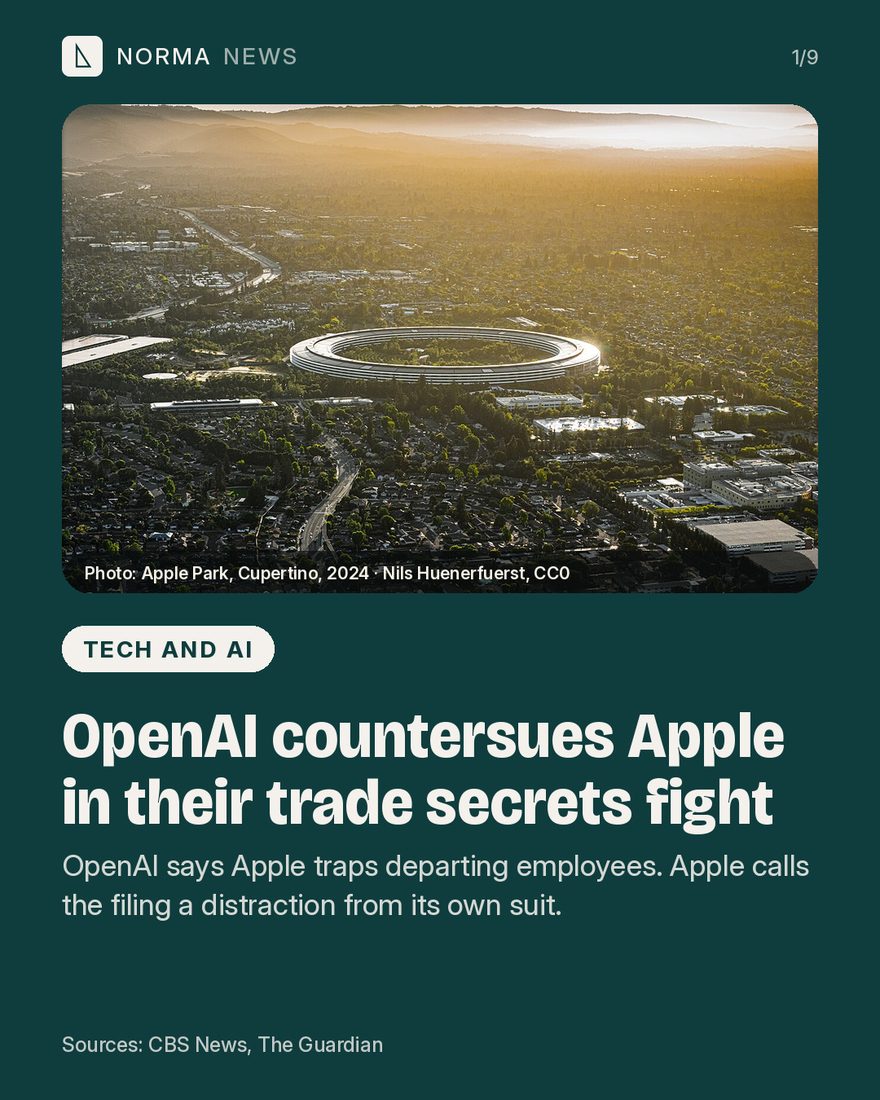 NORMA NEWS
1/9
Photo: Apple Park, Cupertino, 2024 · Nils Huenerfuerst, CC0
TECH AND AI
OpenAI countersues Apple
in their trade secrets fight
OpenAI says Apple traps departing employees. Apple calls
the filing a distraction from its own suit.
Sources: CBS News, The Guardian